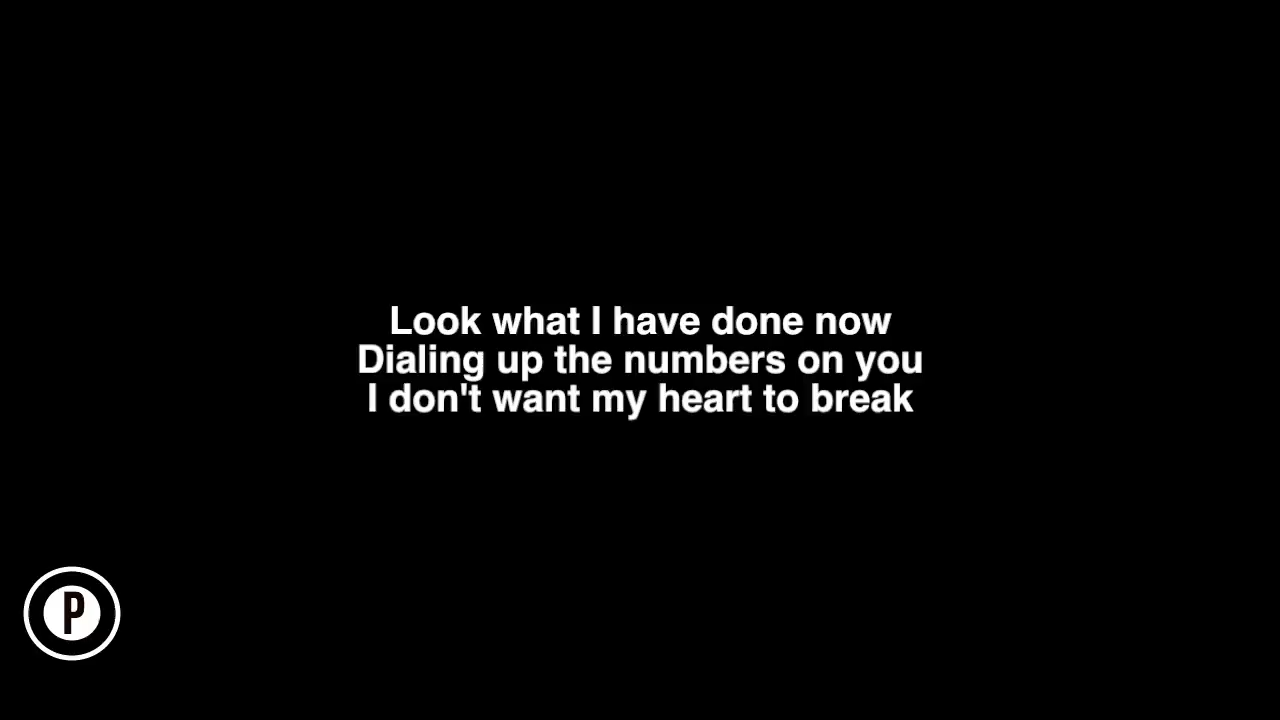 Look what I have done now
Dialing up the numbers on you
I don't want my heart to break
P